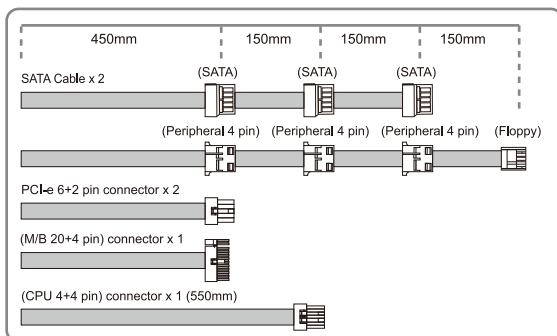 450mm 150mm 150mm 150mm
(SATA) (SATA) (SATA)
SATA Cable x 2
(Peripheral 4 pin) (Peripheral 4 pin) (Peripheral 4 pin) (Floppy)
PCI-e 6+2 pin connector x 2
(M/B 20+4 pin) connector x 1
(CPU 4+4 pin) connector x 1 (550mm)